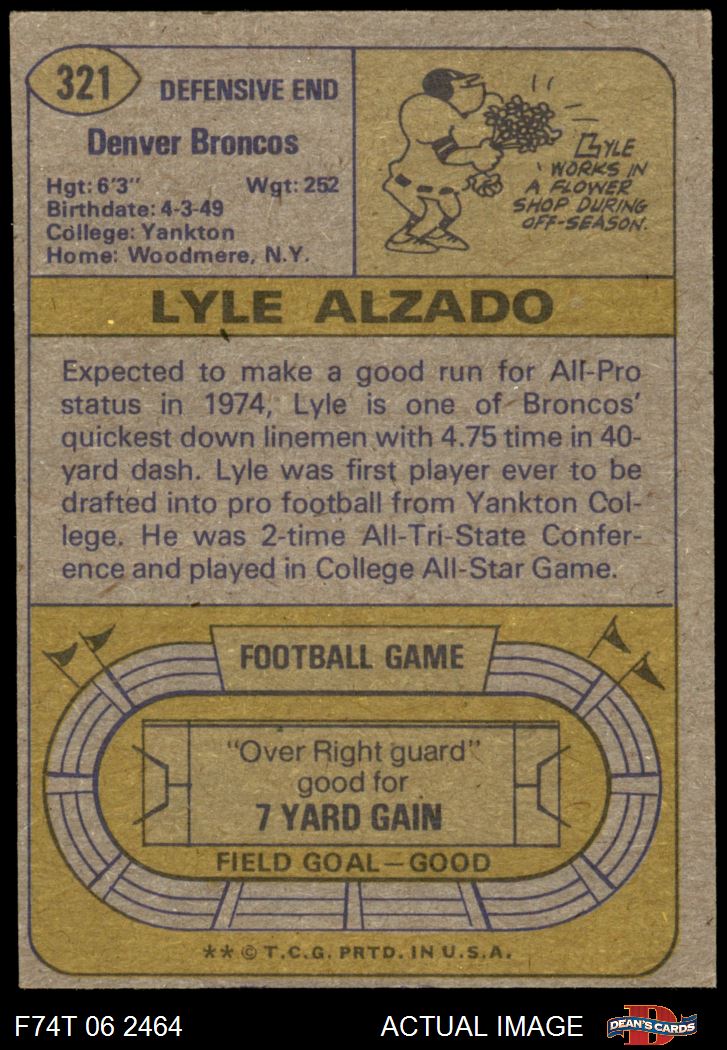 321
DEFENSIVE END
Denver Broncos
Hgt: 6'3" Wgt: 252
Birthdate: 4-3-49
College: Yankton
Home: Woodmere, N.Y.
LYLE
WORKS IN
A FLOWER
SHOP DURING
OFF-SEASON.
LYLE ALZADO
Expected to make a good run for All-Pro
status in 1974, Lyle is one of Broncos'
quickest down linemen with 4.75 time in 40-
yard dash. Lyle was first player ever to be
drafted into pro football from Yankton Col-
lege. He was 2-time All-Tri-State Confer-
ence and played in College All-Star Game.
FOOTBALL GAME
"Over Right guard"
good for
7 YARD GAIN
FIELD GOAL—GOOD
** © T.C.G. PRTD. IN U.S.A.
F74T 06 2464 ACTUAL IMAGE
DEAN'S CARDS